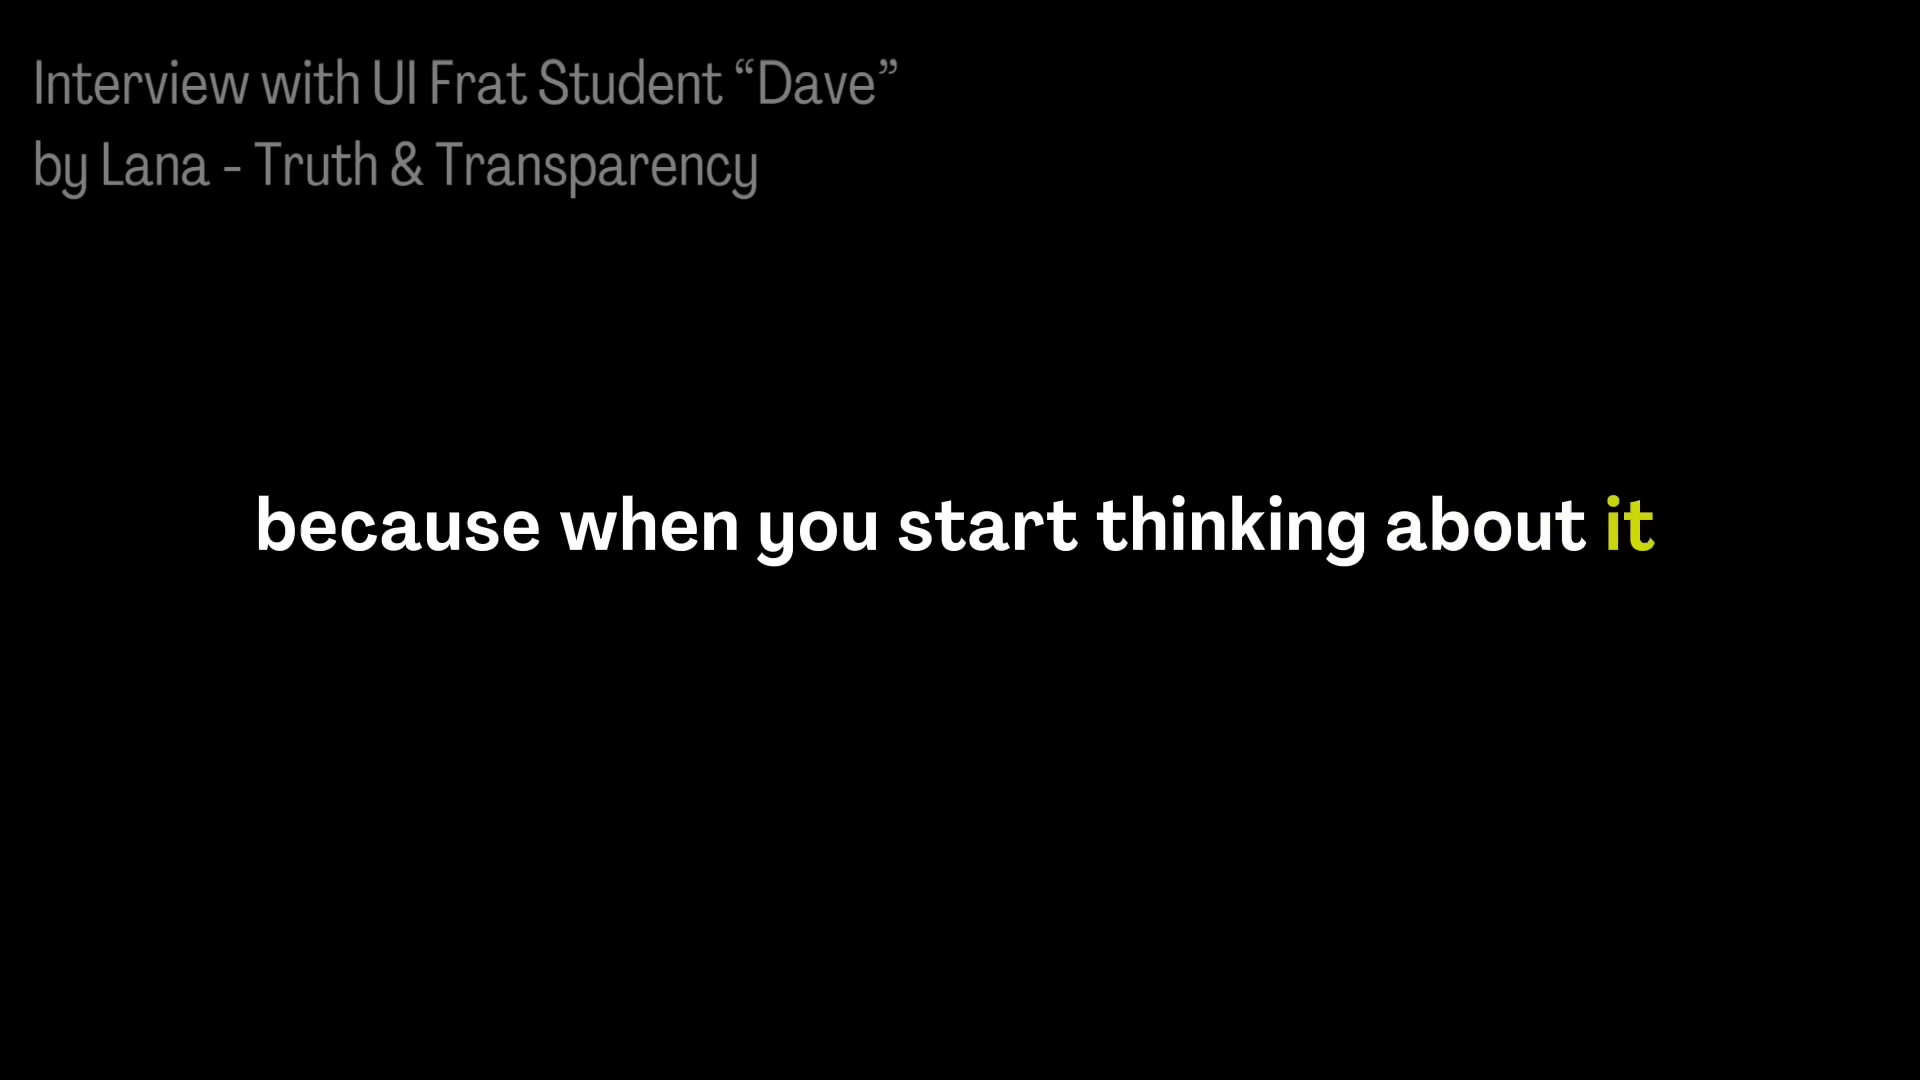 Interview with UI Frat Student “Dave”
by Lana - Truth & Transparency
because when you start thinking about it